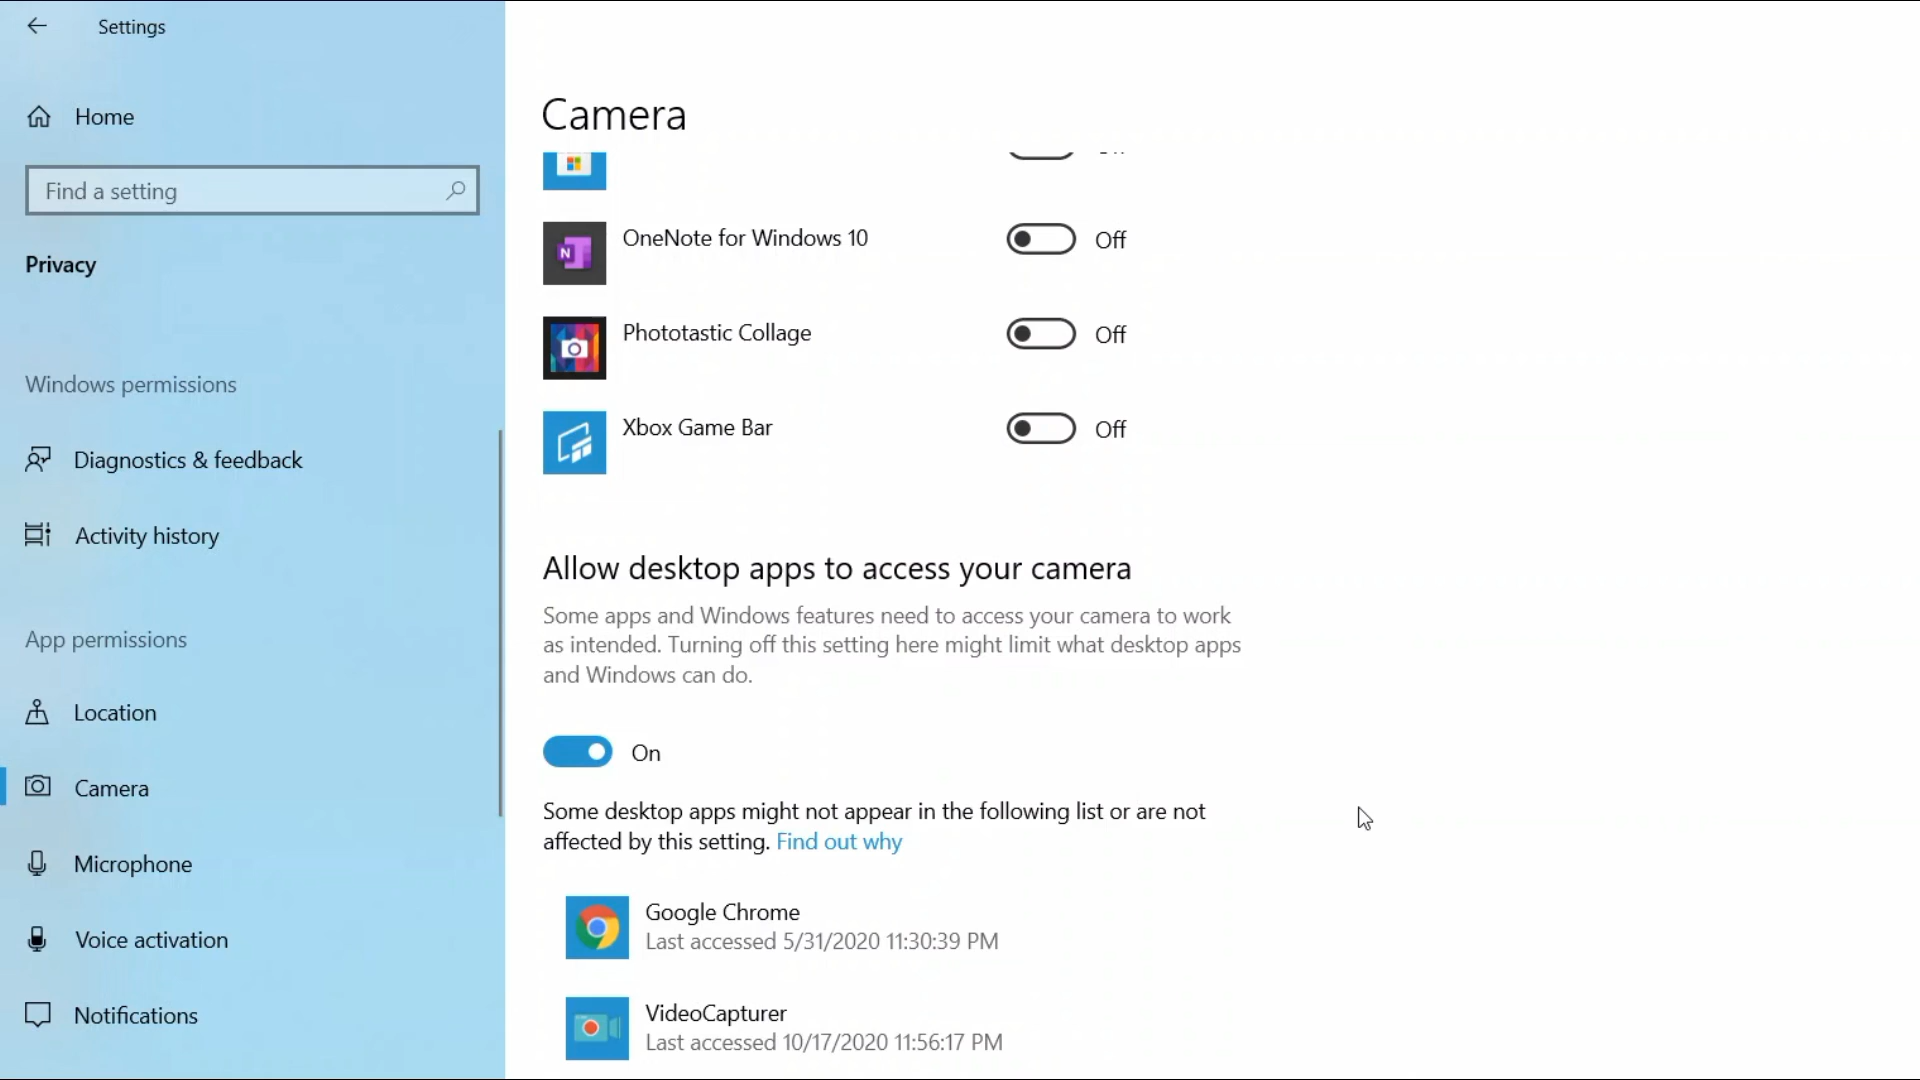 Settings
Home
Find a setting
Privacy
Windows permissions
Diagnostics & feedback
Activity history
App permissions
Location
Camera
Microphone
Voice activation
Notifications
Camera
OneNote for Windows 10
Off
Phototastic Collage
Off
Xbox Game Bar
Off
Allow desktop apps to access your camera
Some apps and Windows features need to access your camera to work
as intended. Turning off this setting here might limit what desktop apps
and Windows can do.
On
Some desktop apps might not appear in the following list or are not
affected by this setting. Find out why
Google Chrome
Last accessed 5/31/2020 11:30:39 PM
VideoCapturer
Last accessed 10/17/2020 11:56:17 PM